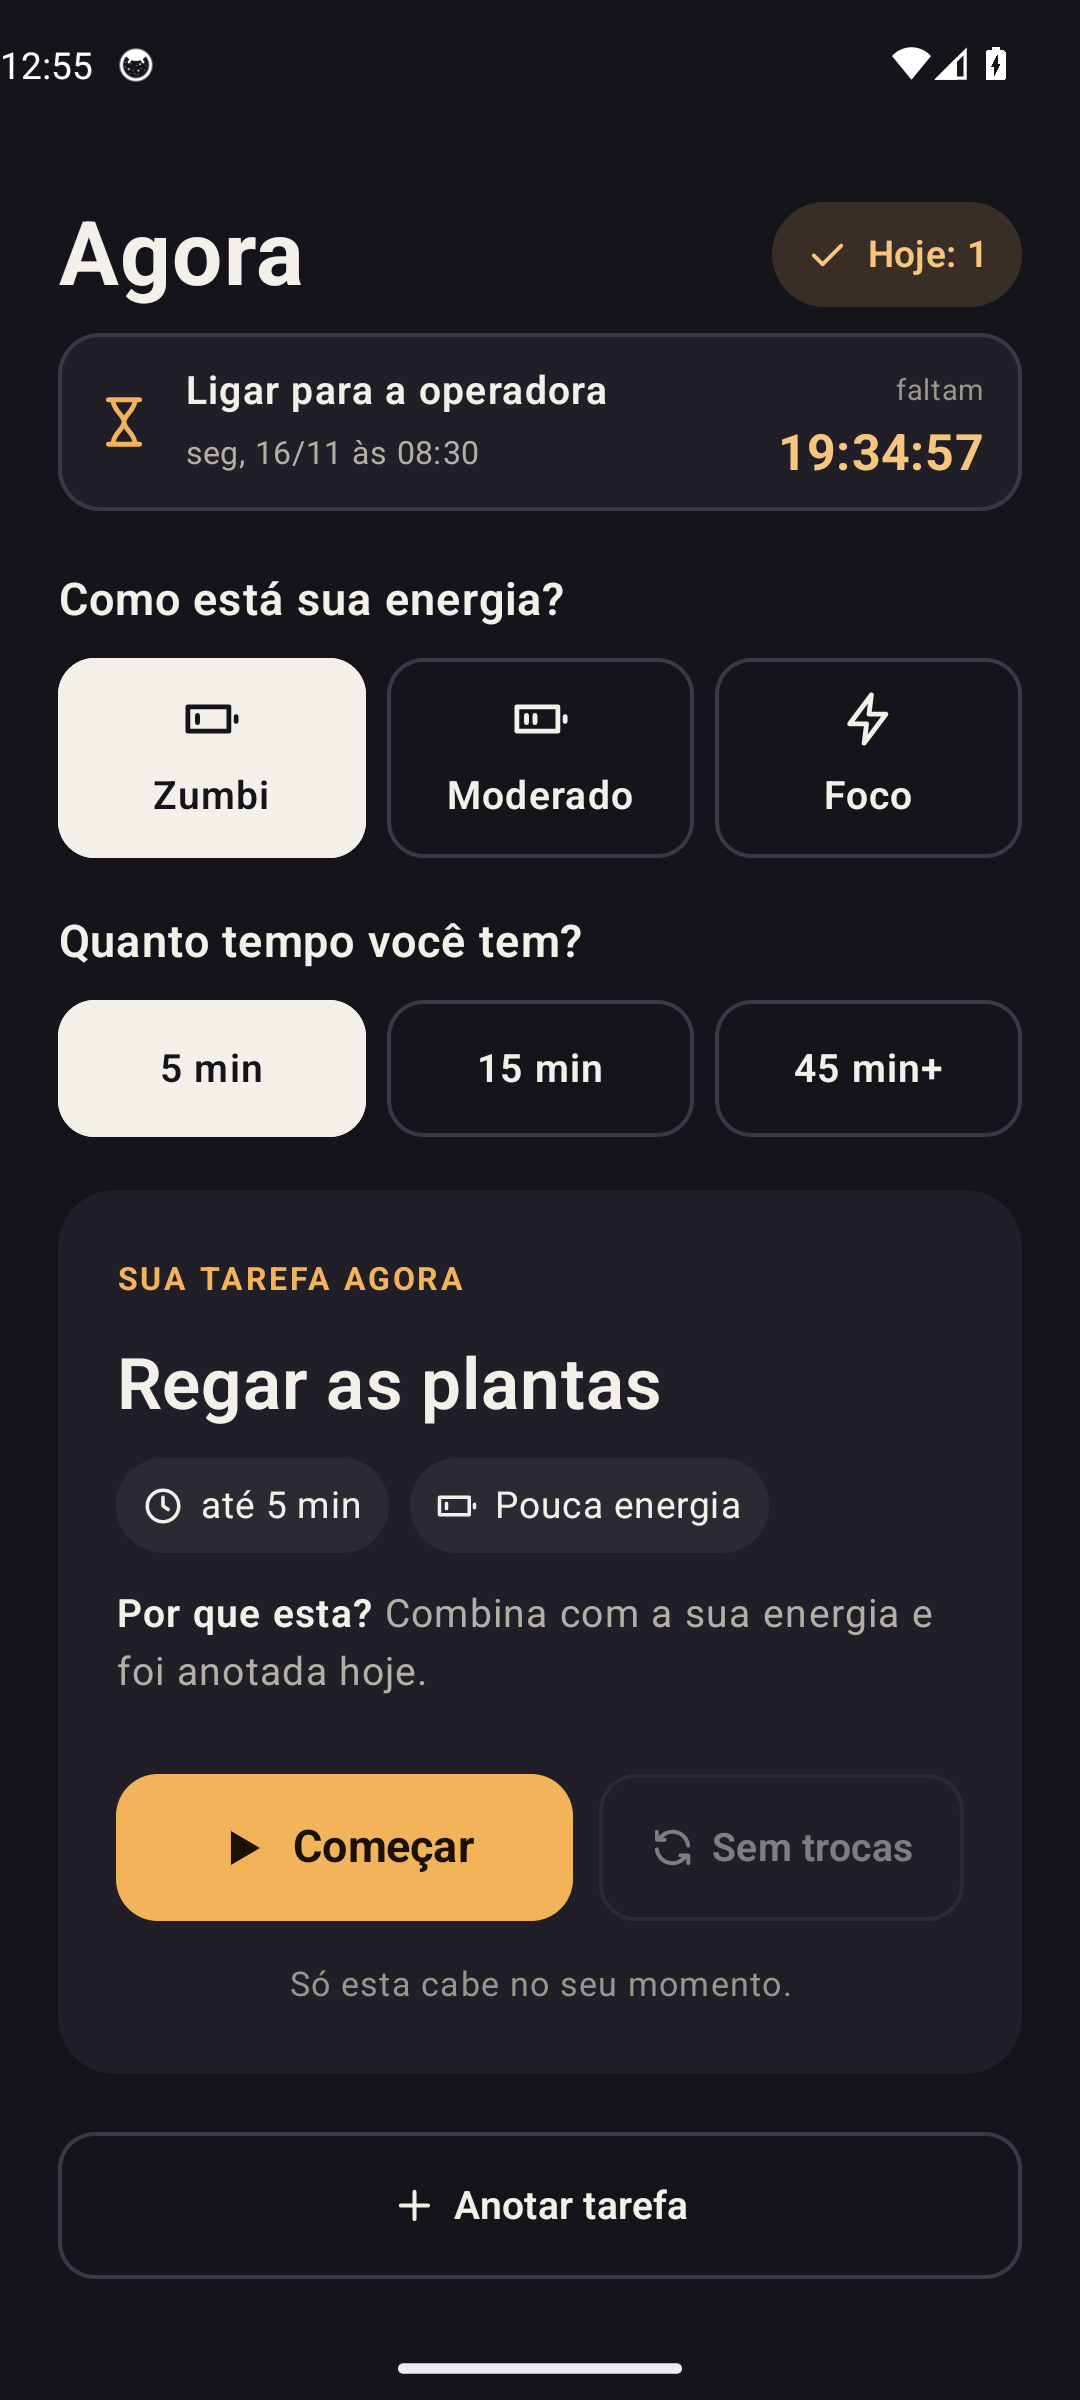 12:55
Agora
Hoje: 1
Ligar para a operadora
seg, 16/11 às 08:30
faltam
19:34:57
Como está sua energia?
Zumbi
Moderado
Foco
Quanto tempo você tem?
5 min
15 min
45 min+
SUA TAREFA AGORA
Regar as plantas
até 5 min
Pouca energia
Por que esta? Combina com a sua energia e
foi anotada hoje.
Começar
Sem trocas
Só esta cabe no seu momento.
Anotar tarefa